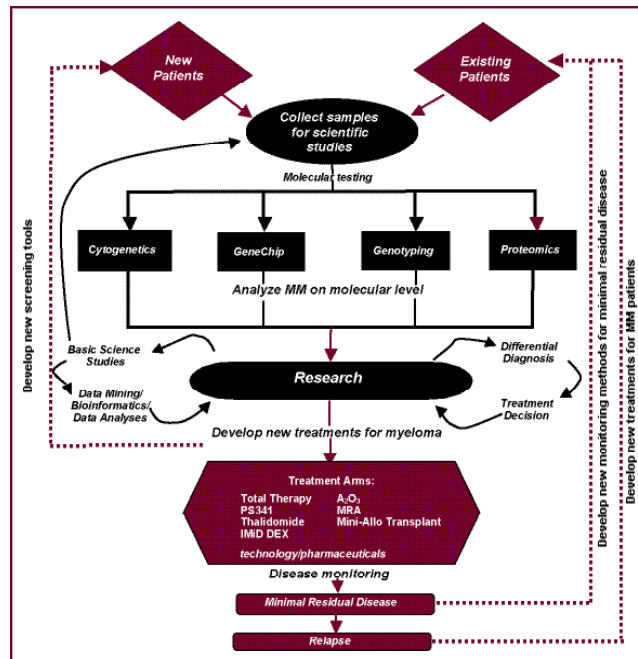 New
Patients
Existing
Patients
Collect samples
for scientific
studies
Molecular testing
Cytogenetics
GeneChip
Genotyping
Proteomics
Analyze MM on molecular level
Basic Science
Studies
Data Mining/
Bioinformatics/
Data Analyses
Research
Differential
Diagnosis
Treatment
Decision
Develop new treatments for myeloma
Treatment Arms:
Total Therapy A₂O₃
PS341 MRA
Thalidomide Mini-Allo Transplant
IMiD DEX
technology/pharmaceuticals
Disease monitoring
Minimal Residual Disease
Relapse
Develop new screening tools
Develop new monitoring methods for minimal residual disease
Develop new treatments for MM patients